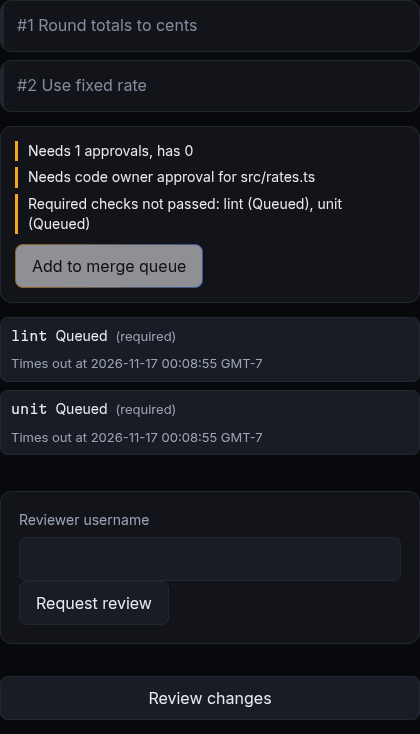 #1 Round totals to cents
#2 Use fixed rate
Needs 1 approvals, has 0
Needs code owner approval for src/rates.ts
Required checks not passed: lint (Queued), unit
(Queued)
Add to merge queue
lint Queued (required)
Times out at 2026-11-17 00:08:55 GMT-7
unit Queued (required)
Times out at 2026-11-17 00:08:55 GMT-7
Reviewer username
Request review
Review changes